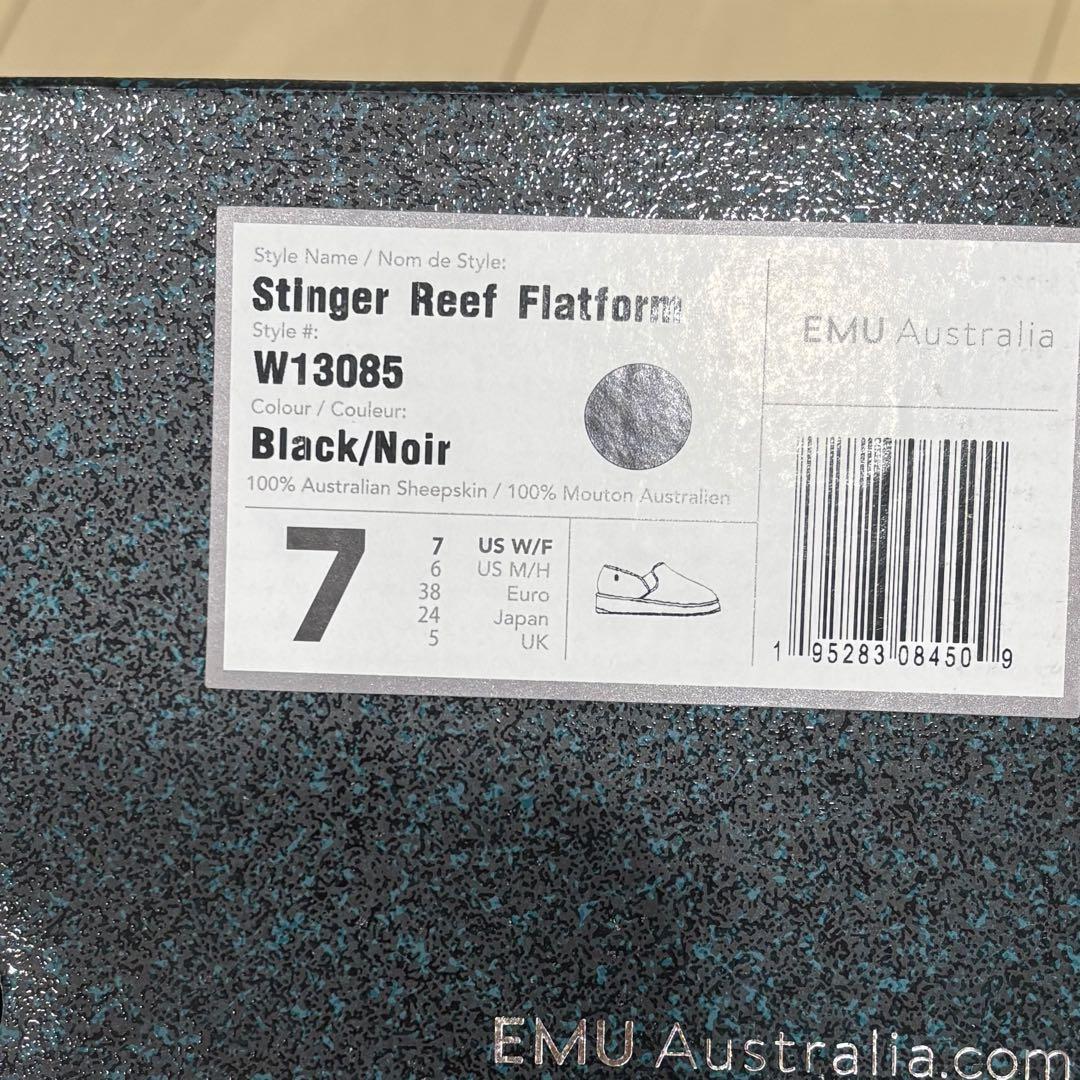 Style Name / Nom de Style:
Stinger Reef Flatform
Style #:
W13085
Colour / Couleur:
Black/Noir
100% Australian Sheepskin / 100% Mouton Australien
7
7 US W/F
6 US M/H
38 Euro
24 Japan
5 UK
EMU Australia
1 95283 08450 9
EMU Australia.com